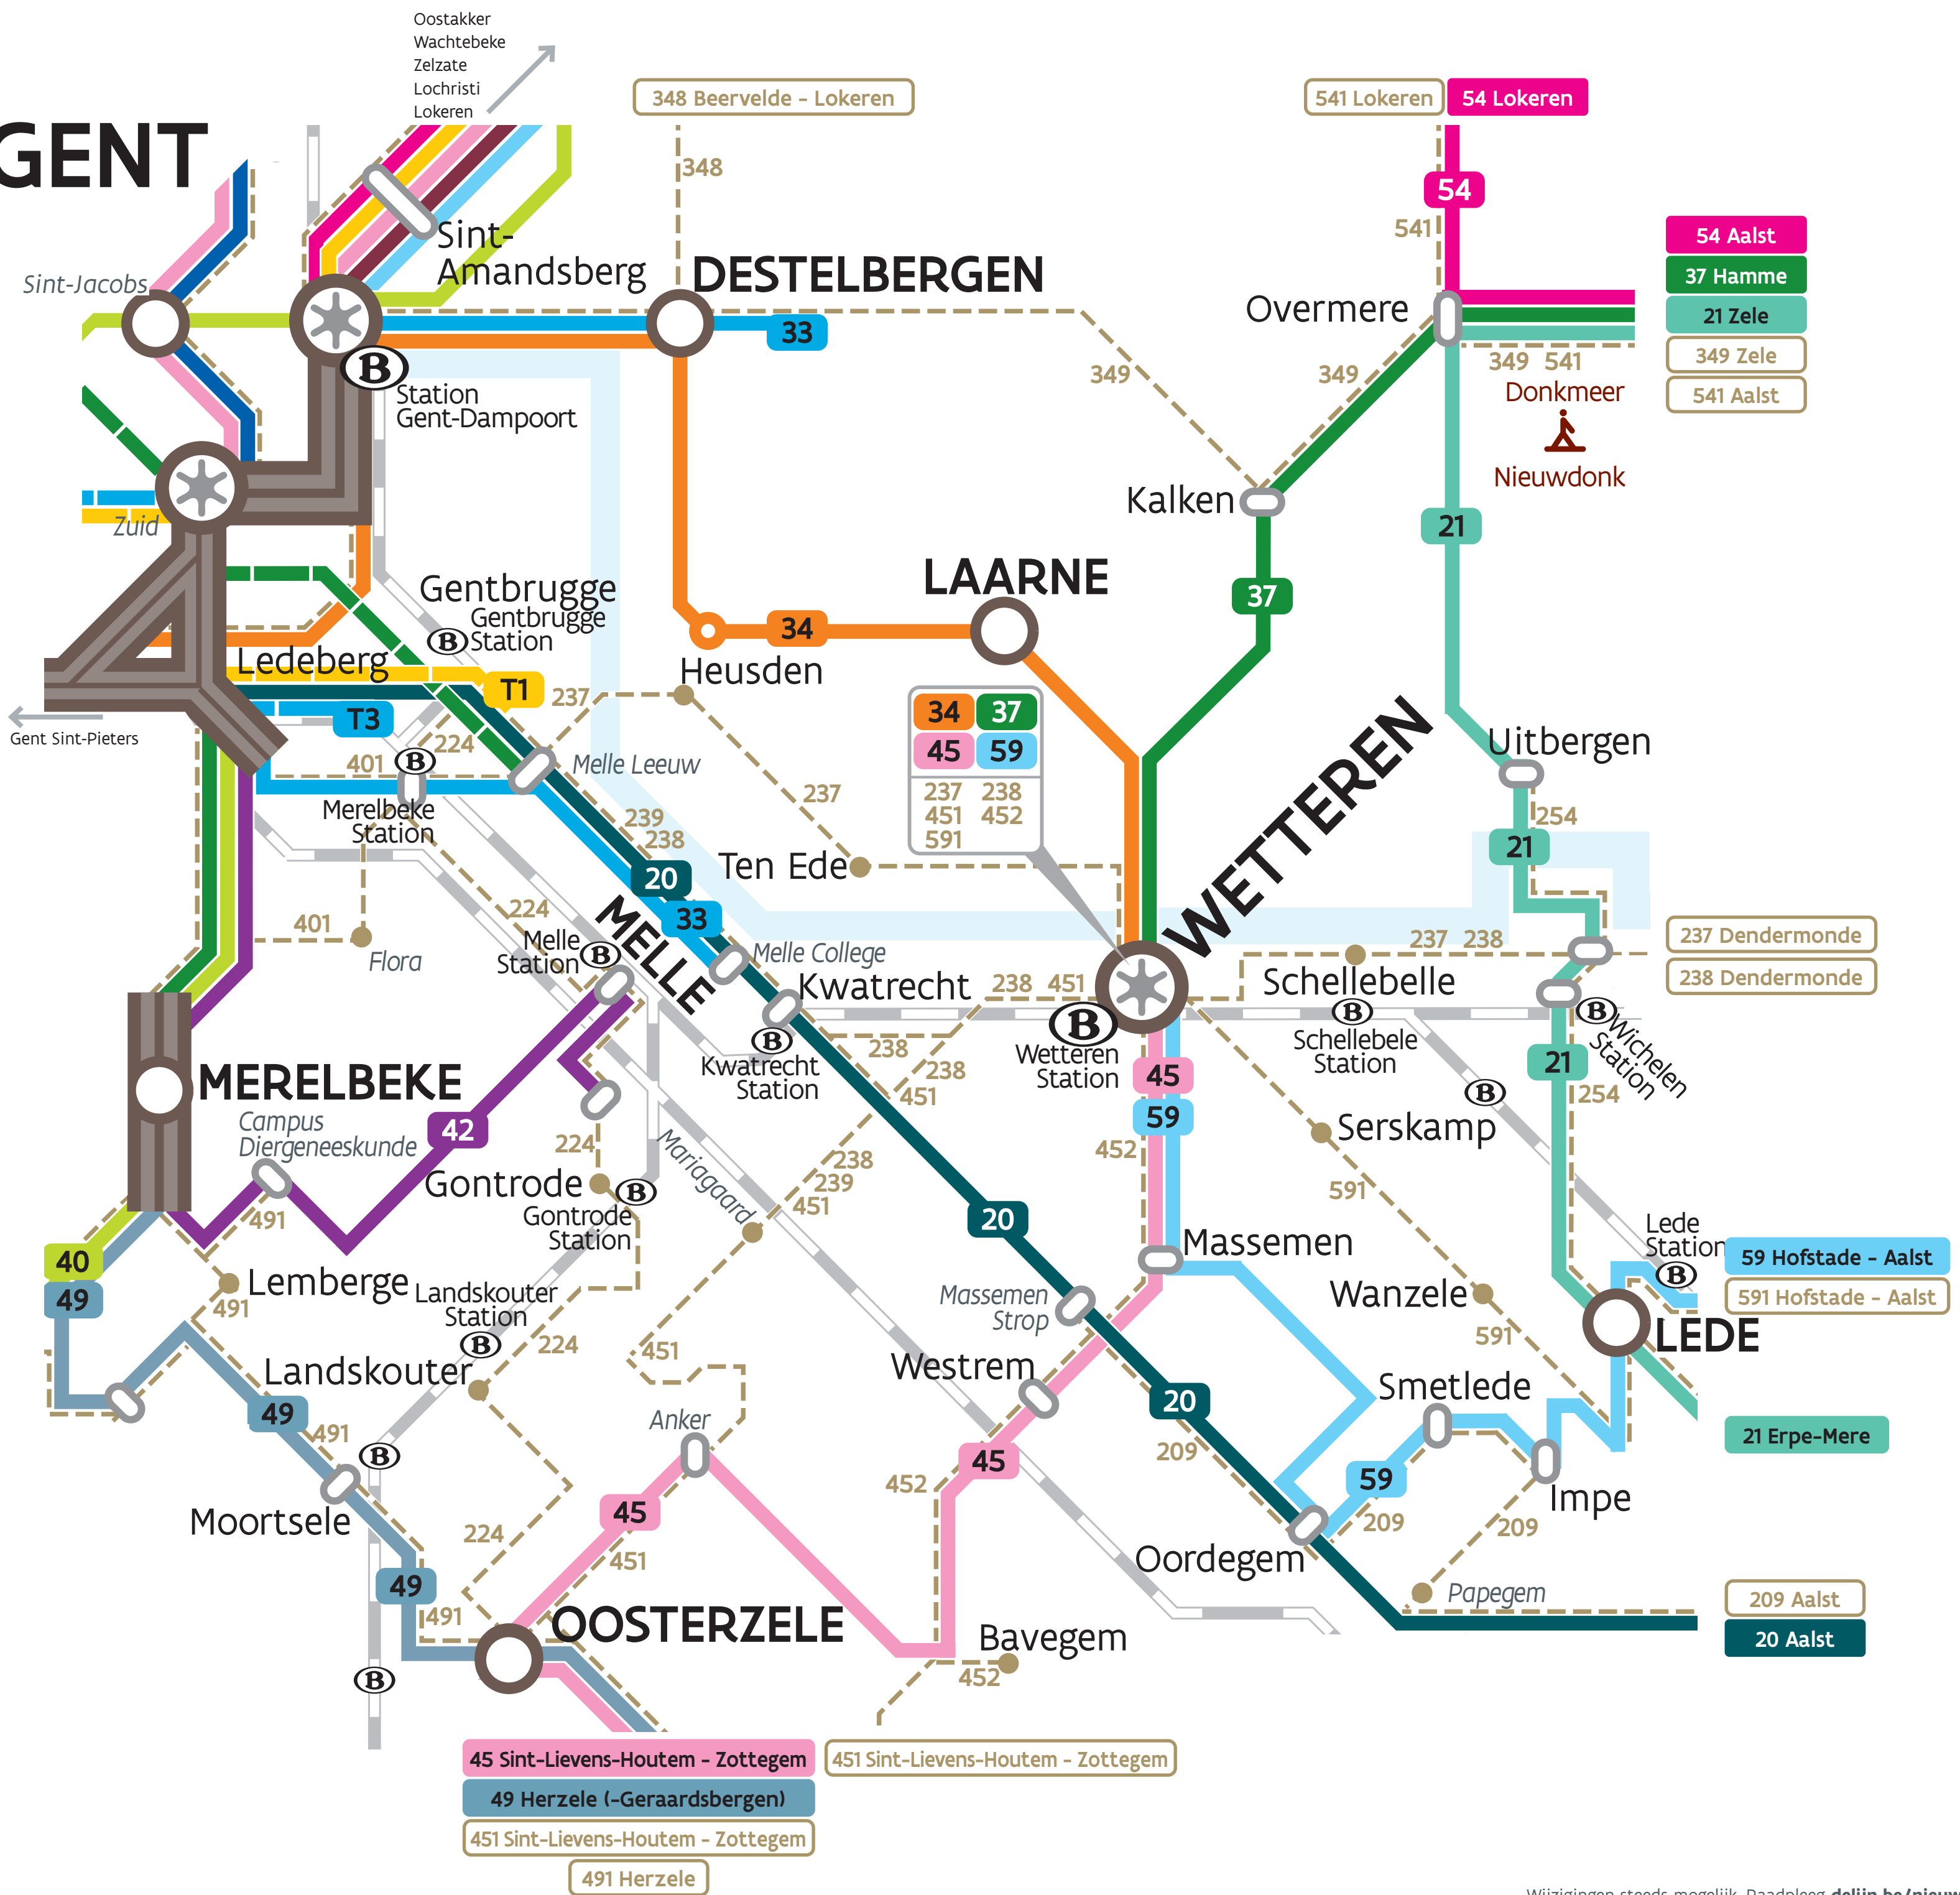 Oostakker
Wachtebeke
Zelzate
Lochristi
Lokeren
348 Beervelde - Lokeren
541 Lokeren
54 Lokeren
GENT
348
54
541
Sint-
Amandsberg
Sint-Jacobs
DESTELBERGEN
33
Overmere
54 Aalst
37 Hamme
21 Zele
349 Zele
541 Aalst
349
349
349 541
Donkmeer
Nieuwdonk
B
Station
Gent-Dampoort
Zuid
Kalken
21
37
LAARNE
Gentbrugge
Gentbrugge
Station
B
34
Heusden
Ledeberg
T1
T3
237
Gent Sint-Pieters
34 37
45 59
237 238
451 452
591
WETTEREN
Uitbergen
224
401
B
Melle Leeuw
237
Merelbeke
Station
239
238
254
21
Ten Ede
20
33
MELLE
224
401
Flora
Melle
Station
B
Melle College
Kwatrecht
238 451
237 238
237 Dendermonde
238 Dendermonde
Schellebelle
B
Schellebele
Station
B
Wichelen
Station
B
Wetteren
Station
B
Kwatrecht
Station
238
238
451
45
59
21
254
B
MERELBEKE
Campus
Diergeneeskunde
42
452
Serskamp
224
Mariagaard
238
239
451
Gontrode
B
Gontrode
Station
591
491
20
40
49
Massemen
Lede
Station
B
59 Hofstade - Aalst
591 Hofstade - Aalst
Lemberge
491
Landskouter
Station
B
Massemen
Strop
Wanzele
591
LEDE
224
451
Landskouter
Westrem
Smetlede
20
49
491
Anker
B
45
209
21 Erpe-Mere
452
59
Impe
Moortsele
45
224
209
209
451
Oordegem
49
491
Papegem
209 Aalst
20 Aalst
OOSTERZELE
Bavegem
452
B
45 Sint-Lievens-Houtem - Zottegem
451 Sint-Lievens-Houtem - Zottegem
49 Herzele (-Geraardsbergen)
451 Sint-Lievens-Houtem - Zottegem
491 Herzele